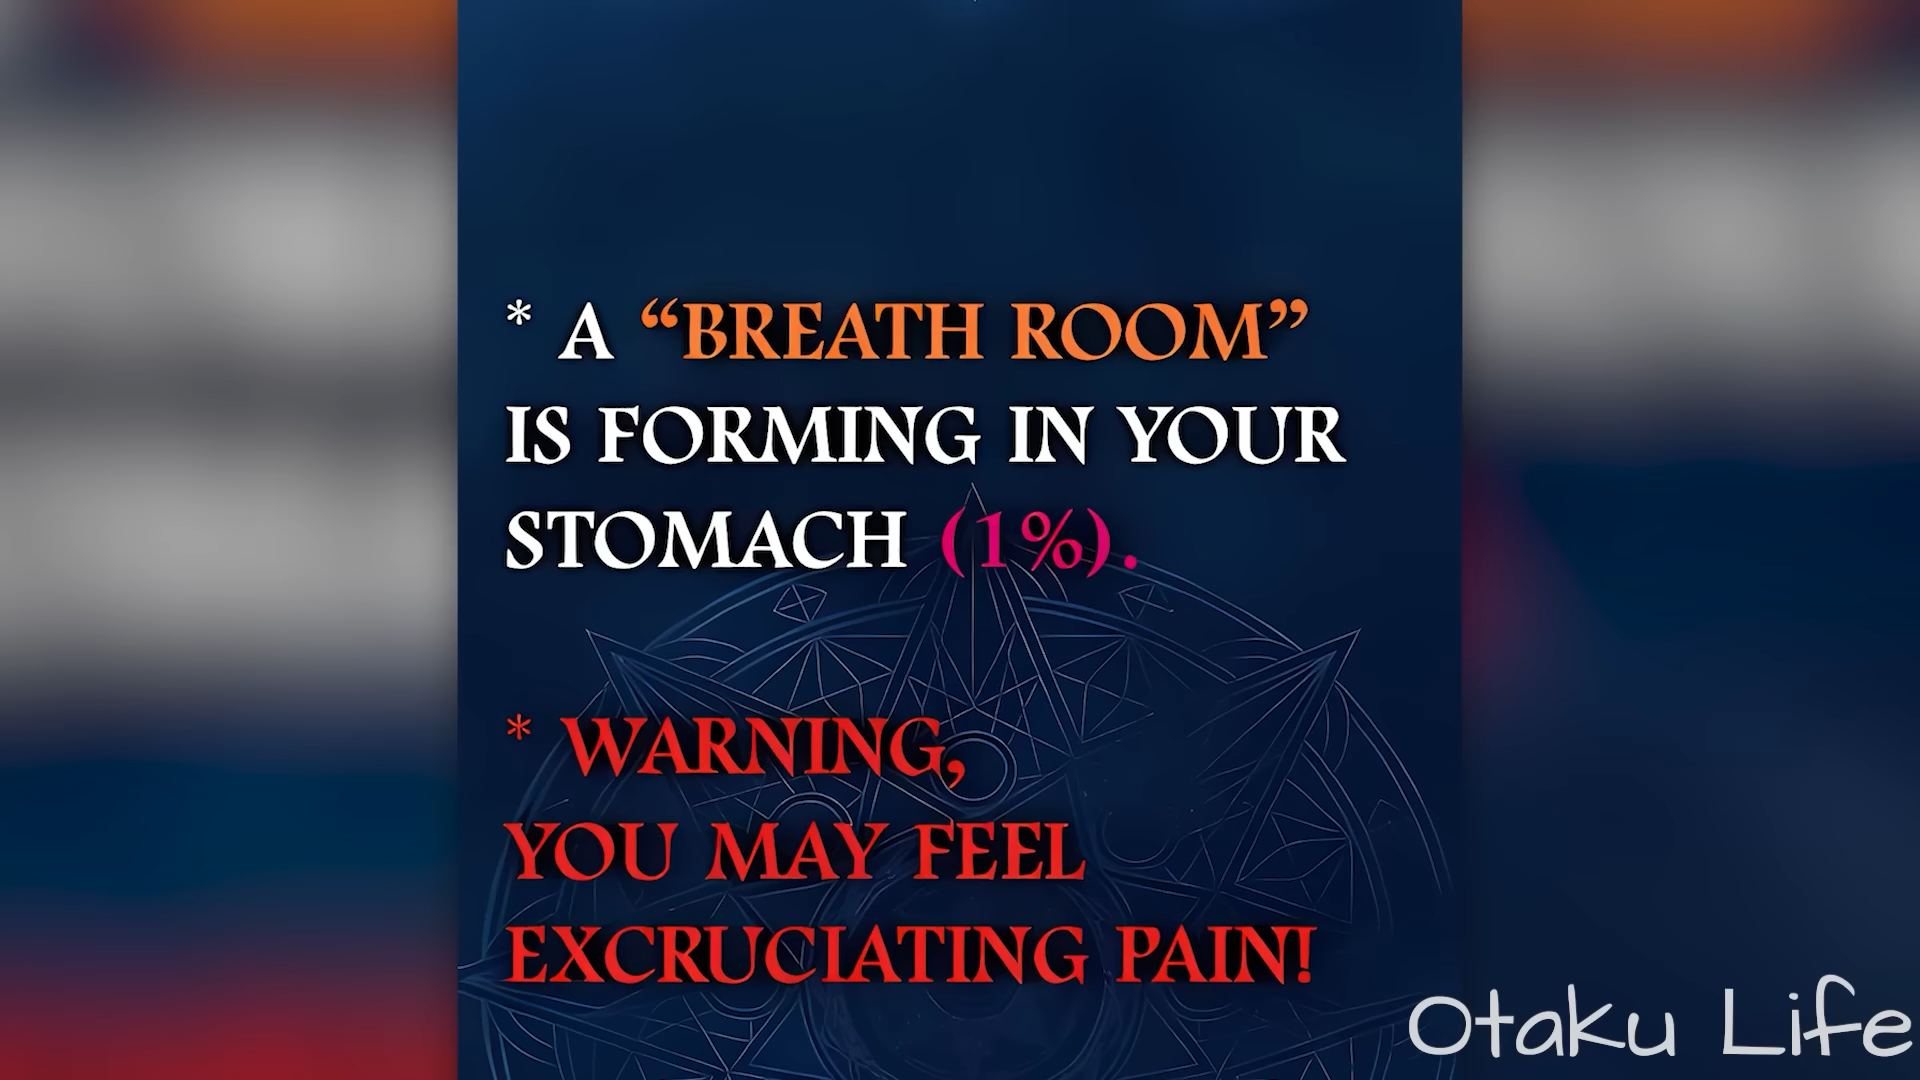 * A “BREATH ROOM”
IS FORMING IN YOUR
STOMACH (1%).
* WARNING,
YOU MAY FEEL
EXCRUCIATING PAIN!
Otaku Life